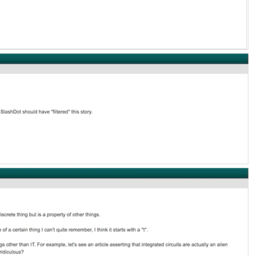 SlashDot should have "filtered" this story.
iscrete thing but is a property of other things.
of a certain thing I can't quite remember, I think it starts with a "t".
gs other than IT. For example, let's see an article asserting that integrated circuits are actually an alien
ridiculous?